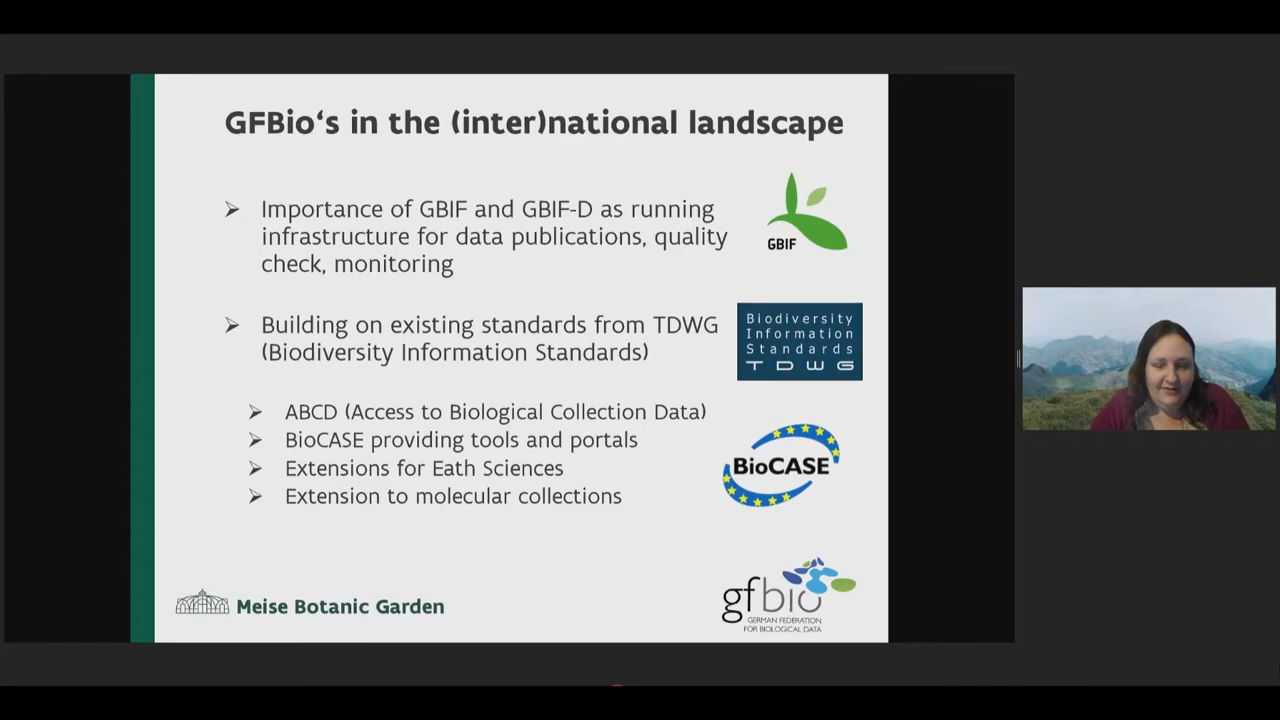 GFBio‘s in the (inter)national landscape
Importance of GBIF and GBIF-D as running
infrastructure for data publications, quality
check, monitoring
GBIF
Building on existing standards from TDWG
(Biodiversity Information Standards)
Biodiversity
Information
Standards
TDWG
ABCD (Access to Biological Collection Data)
BioCASE providing tools and portals
Extensions for Eath Sciences
Extension to molecular collections
BioCASE
Meise Botanic Garden
gfbio
GERMAN FEDERATION
FOR BIOLOGICAL DATA